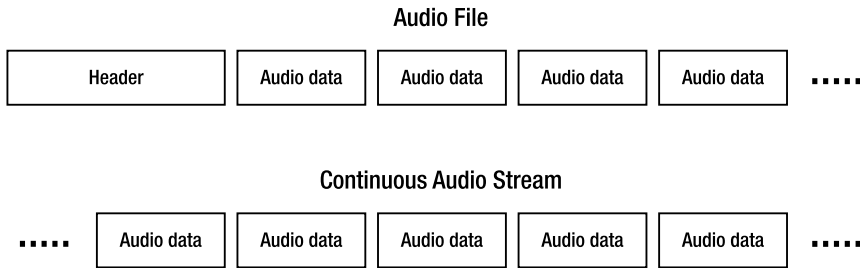 Audio File
Header Audio data Audio data Audio data Audio data .....
Continuous Audio Stream
..... Audio data Audio data Audio data Audio data Audio data .....